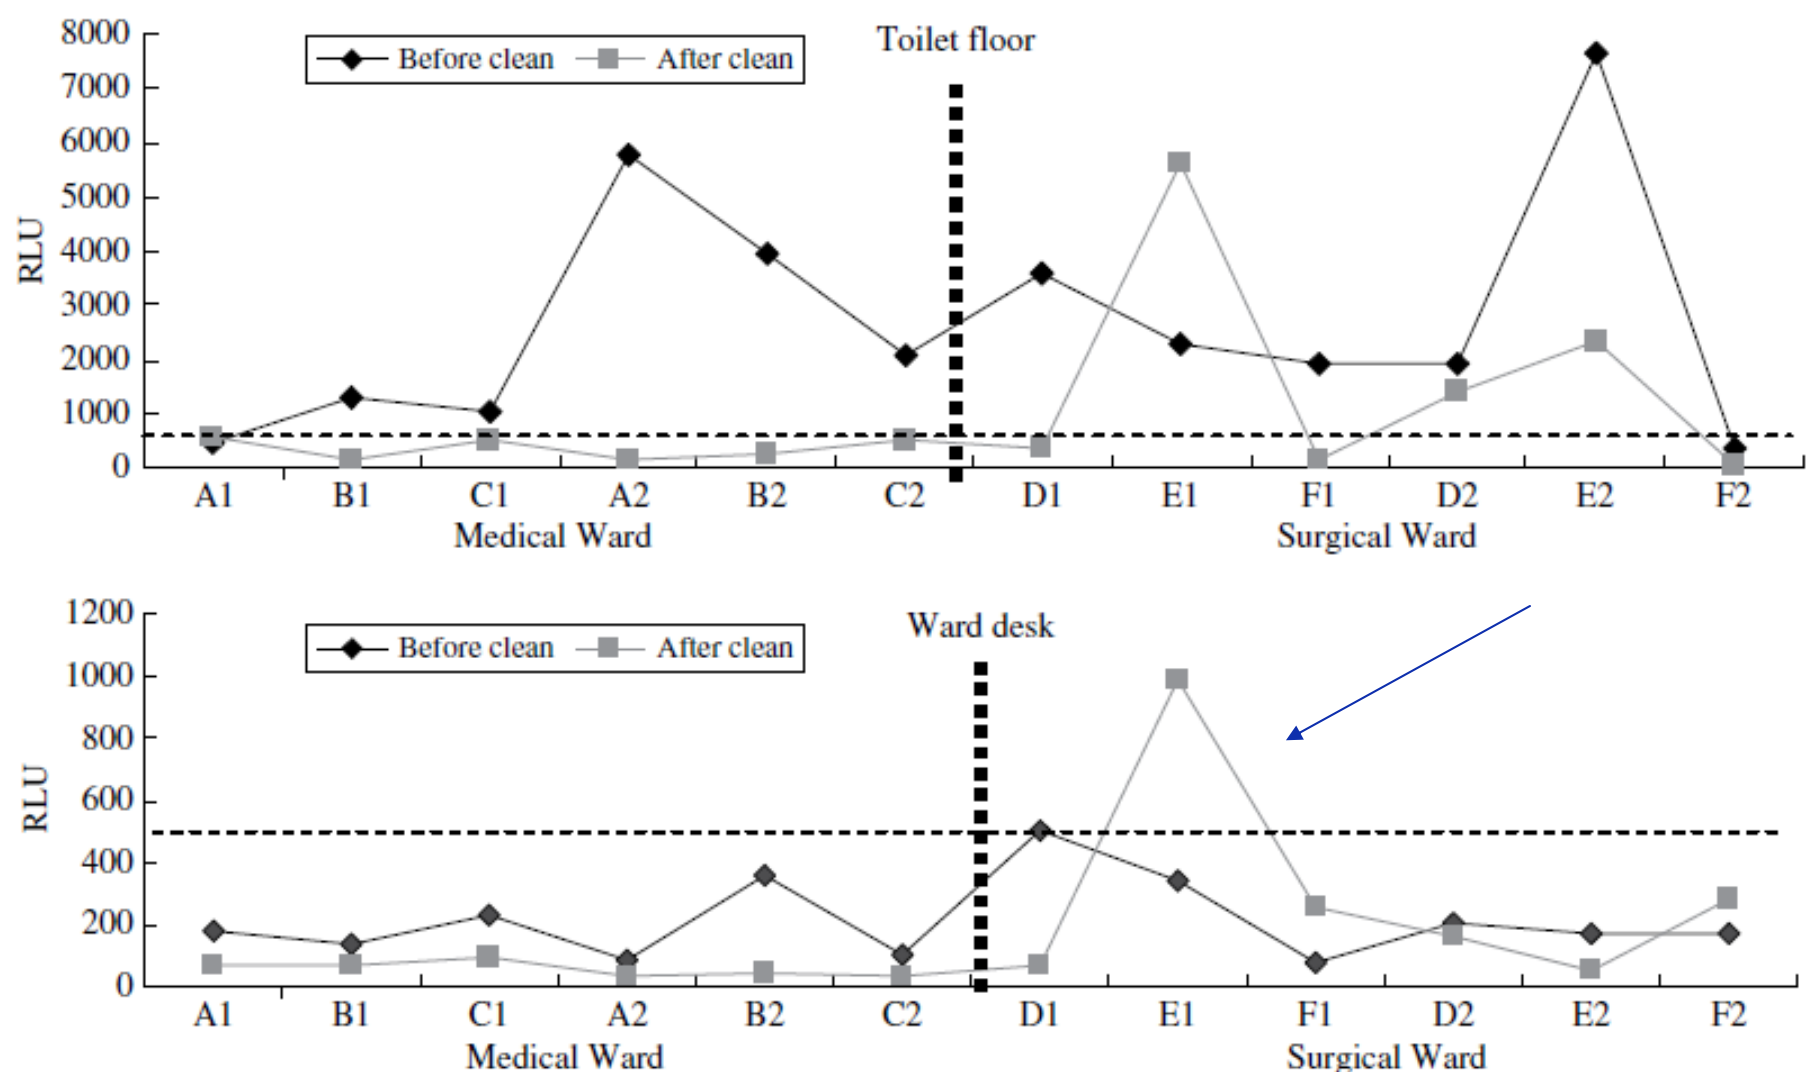 Toilet floor
Before clean After clean
8000
7000
6000
5000
4000
3000
2000
1000
0
RLU
A1 B1 C1 A2 B2 C2 D1 E1 F1 D2 E2 F2
Medical Ward Surgical Ward
Ward desk
Before clean After clean
1200
1000
800
600
400
200
0
RLU
A1 B1 C1 A2 B2 C2 D1 E1 F1 D2 E2 F2
Medical Ward Surgical Ward